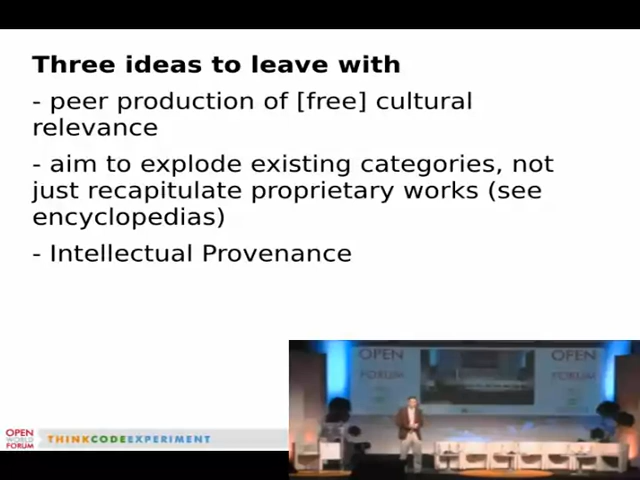 Three ideas to leave with
- peer production of [free] cultural
relevance
- aim to explode existing categories, not
just recapitulate proprietary works (see
encyclopedias)
- Intellectual Provenance
OPEN
FORUM
OPEN
FORUM
OPEN
WORLD
FORUM
THINKCODEEXPERIMENT